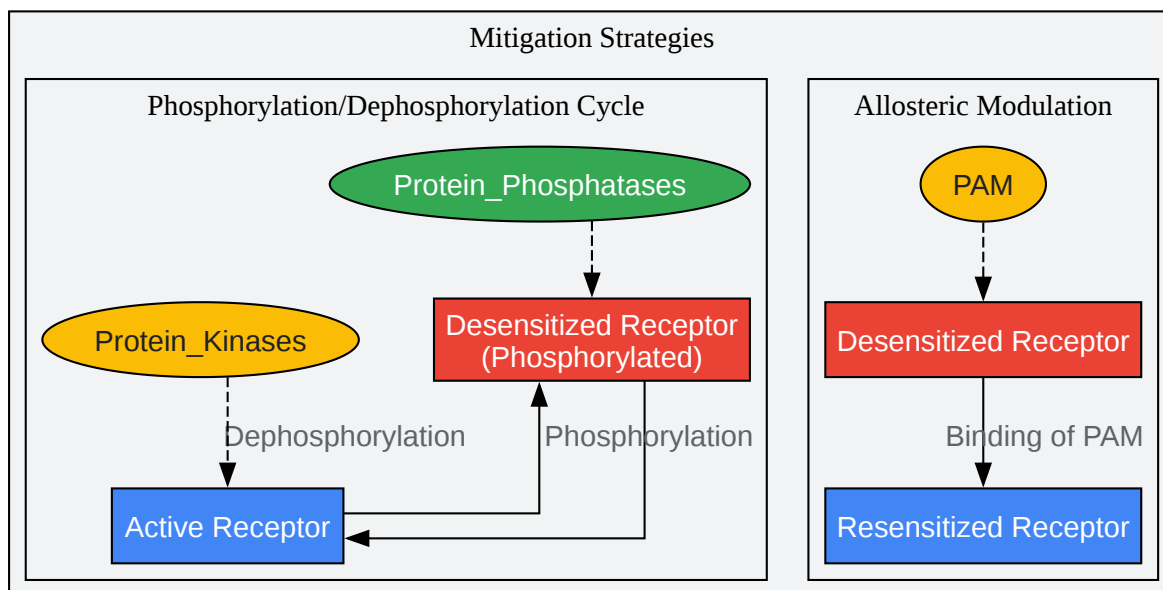 Mitigation Strategies
Phosphorylation/Dephosphorylation Cycle
Protein_Phosphatases
Protein_Kinases
Desensitized Receptor
(Phosphorylated)
Dephosphorylation
Phosphorylation
Active Receptor
Allosteric Modulation
PAM
Desensitized Receptor
Binding of PAM
Resensitized Receptor